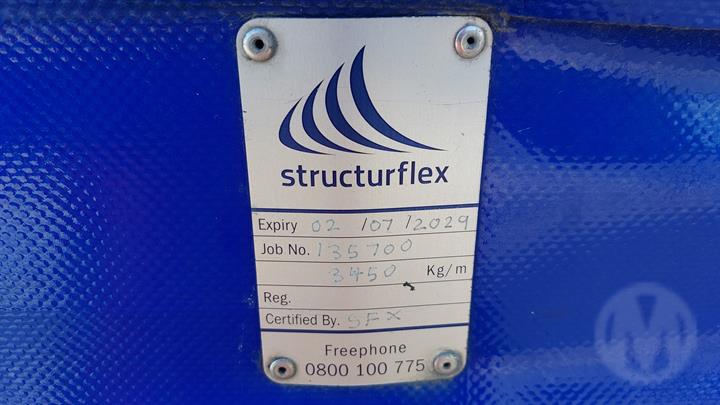 structurflex
Expiry 02/07/2029
Job No. 135700
3450 Kg/m
Reg.
Certified By. SFX
Freephone
0800 100 775